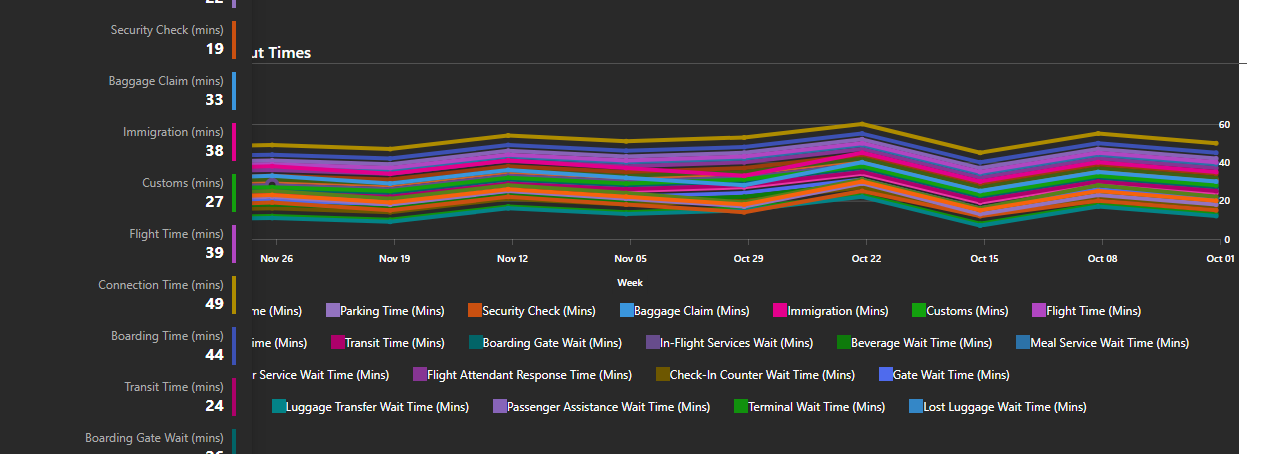 Security Check (mins)
19
Baggage Claim (mins)
33
Immigration (mins)
38
Customs (mins)
27
Flight Time (mins)
39
Connection Time (mins)
49
Boarding Time (mins)
44
Transit Time (mins)
24
Boarding Gate Wait (mins)
ut Times
60
40
20
0
Nov 26 Nov 19 Nov 12 Nov 05 Oct 29 Oct 22 Oct 15 Oct 08 Oct 01
Week
me (Mins) Parking Time (Mins) Security Check (Mins) Baggage Claim (Mins) Immigration (Mins) Customs (Mins) Flight Time (Mins)
ime (Mins) Transit Time (Mins) Boarding Gate Wait (Mins) In-Flight Services Wait (Mins) Beverage Wait Time (Mins) Meal Service Wait Time (Mins)
r Service Wait Time (Mins) Flight Attendant Response Time (Mins) Check-In Counter Wait Time (Mins) Gate Wait Time (Mins)
Luggage Transfer Wait Time (Mins) Passenger Assistance Wait Time (Mins) Terminal Wait Time (Mins) Lost Luggage Wait Time (Mins)